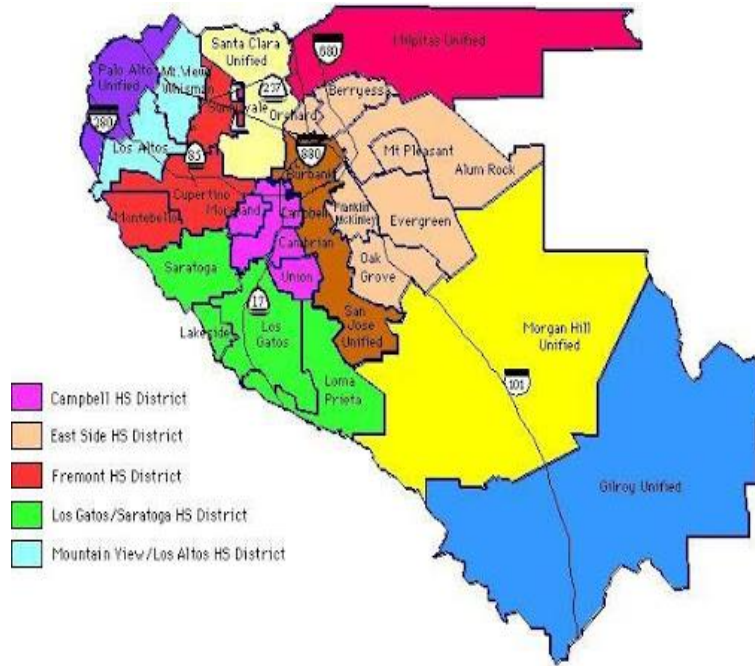 Santa Clara
Unified
680
Milpitas Unified
Palo Alto
Unified
Mt. View
Whisman
237
Berryessa
Sunnyvale
Orchard
280
Los Altos
85
880
Mt Pleasant
Alum Rock
Burbank
Cupertino
Montebello
Moreland
Campbell
Franklin
McKinley
Evergreen
Cambrian
Saratoga
Union
Oak
Grove
17
Lakeside
Los
Gatos
San
Jose
Unified
Morgan Hill
Unified
Loma
Prieta
101
Gilroy Unified
Campbell HS District
East Side HS District
Fremont HS District
Los Gatos/Saratoga HS District
Mountain View/Los Altos HS District